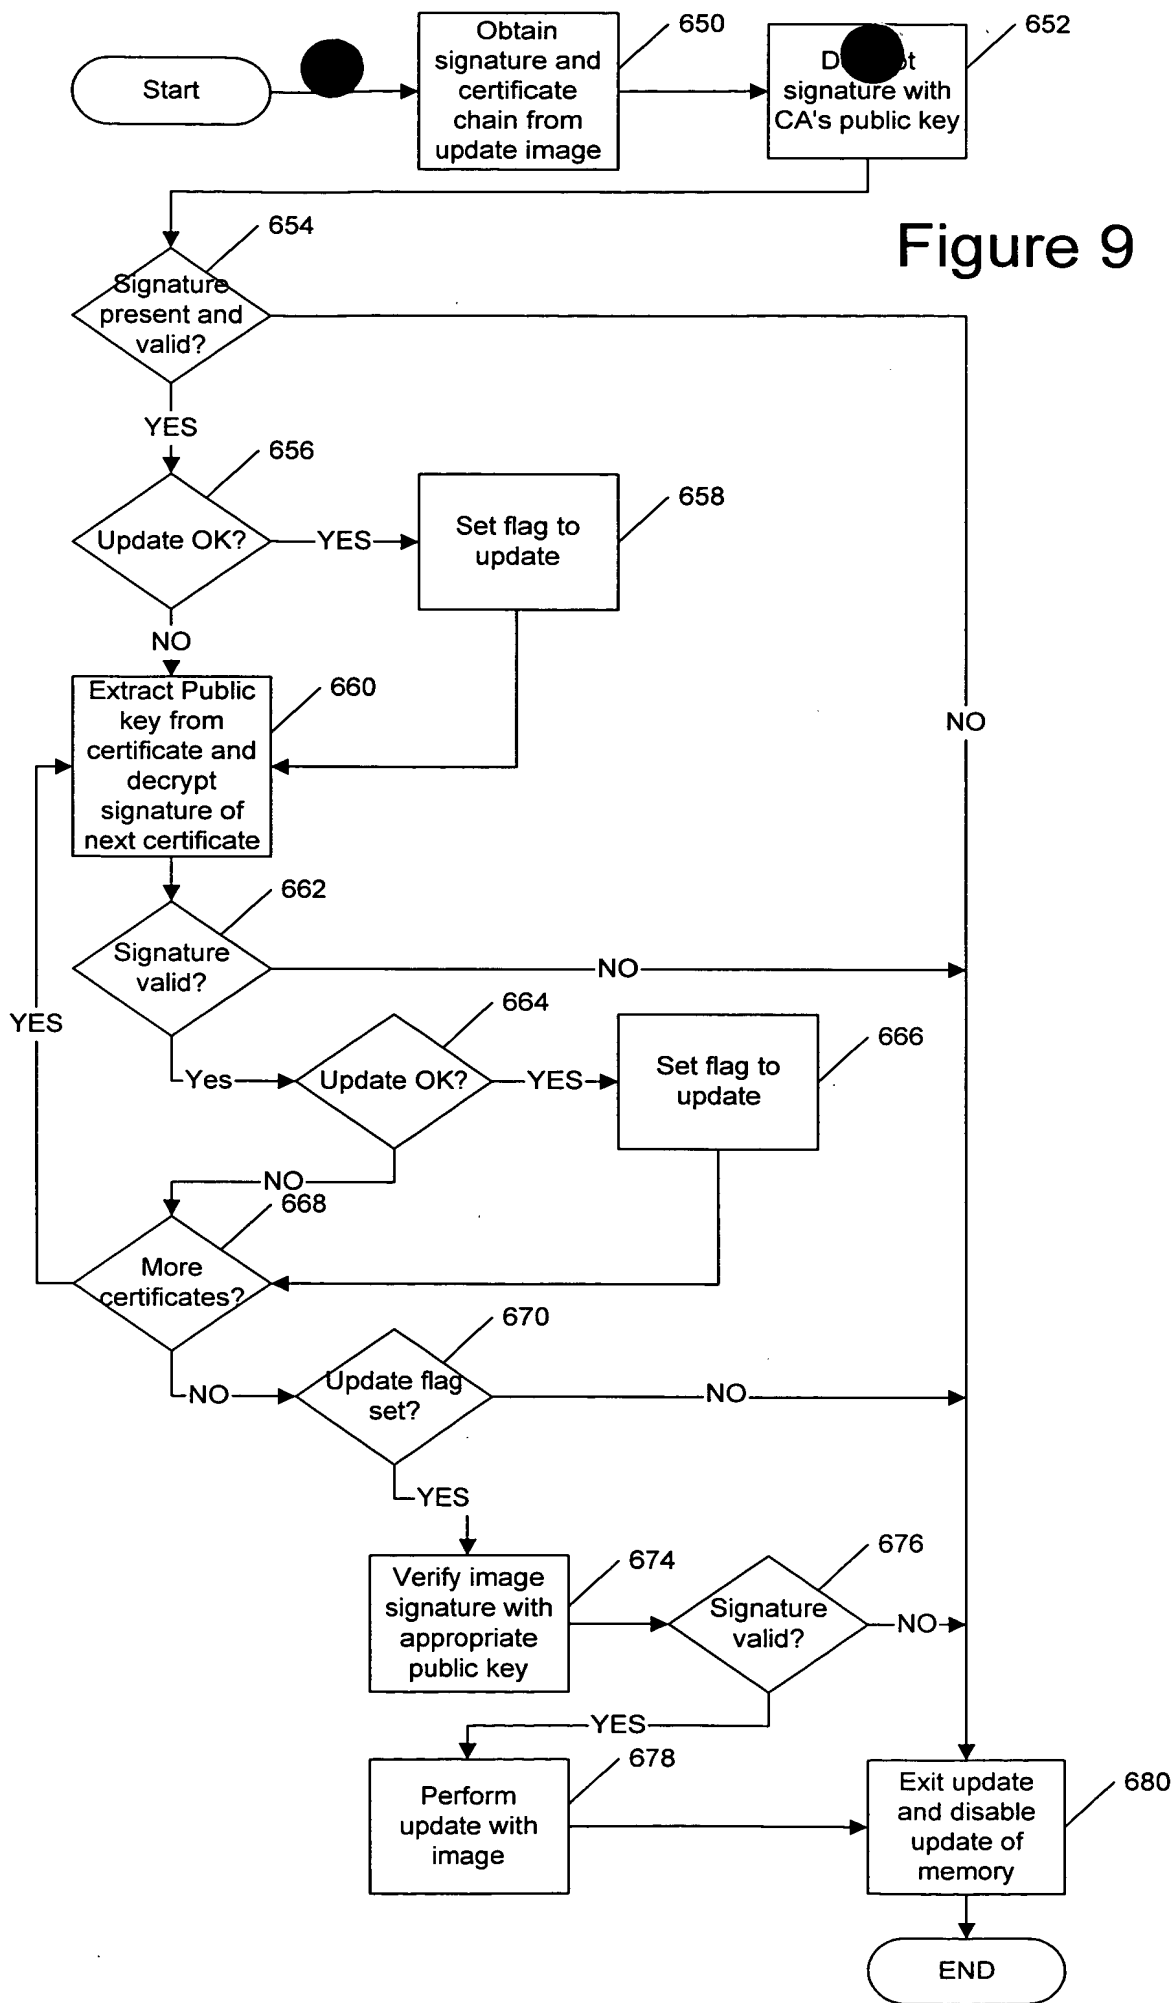 Start
Obtain
signature and
certificate
chain from
update image
650
signature with
CA's public key
652
Figure 9
654
Signature
present and
valid?
YES
NO
656
Update OK?
YES
Set flag to
update
658
NO
Extract Public
key from
certificate and
decrypt
signature of
next certificate
660
662
Signature
valid?
NO
YES
Yes
664
Update OK?
YES
Set flag to
update
666
NO
668
More
certificates?
NO
670
Update flag
set?
NO
YES
Verify image
signature with
appropriate
public key
674
676
Signature
valid?
NO
YES
678
Perform
update with
image
Exit update
and disable
update of
memory
680
END